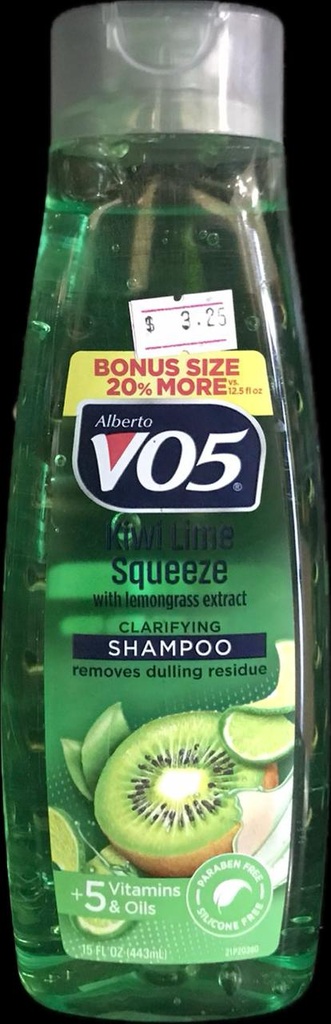 $ 3.25
BONUS SIZE
20% MORE vs. 12.5 fl oz
Alberto
VO5®
Kiwi Lime
Squeeze
with lemongrass extract
CLARIFYING
SHAMPOO
removes dulling residue
+5 Vitamins
& Oils
PARABEN FREE
SILICONE FREE
15 FL OZ (443mL)
21P20360